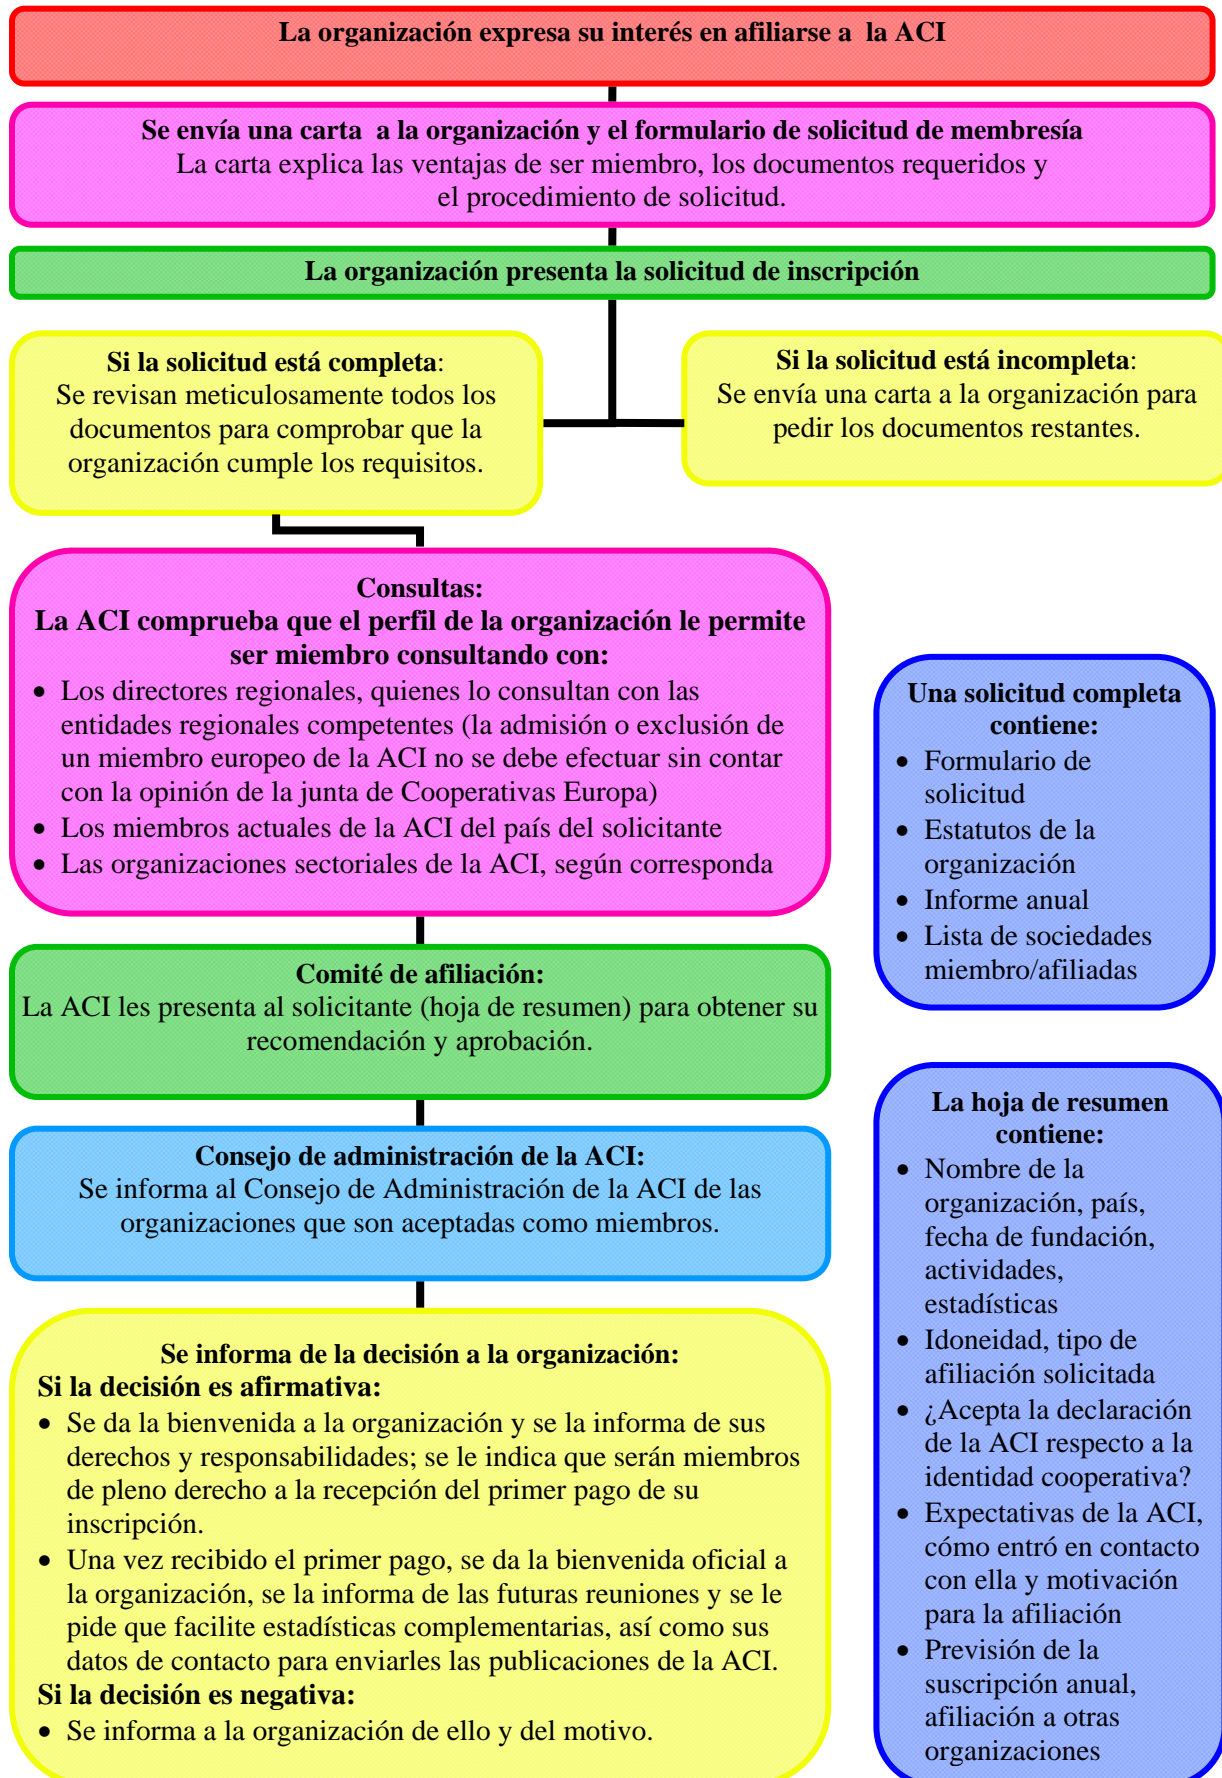 La organización expresa su interés en afiliarse a la ACI
Se envía una carta a la organización y el formulario de solicitud de membresía
La carta explica las ventajas de ser miembro, los documentos requeridos y
el procedimiento de solicitud.
La organización presenta la solicitud de inscripción
Si la solicitud está completa:
Se revisan meticulosamente todos los
documentos para comprobar que la
organización cumple los requisitos.
Si la solicitud está incompleta:
Se envía una carta a la organización para
pedir los documentos restantes.
Consultas:
La ACI comprueba que el perfil de la organización le permite
ser miembro consultando con:
• Los directores regionales, quienes lo consultan con las
entidades regionales competentes (la admisión o exclusión de
un miembro europeo de la ACI no se debe efectuar sin contar
con la opinión de la junta de Cooperativas Europa)
• Los miembros actuales de la ACI del país del solicitante
• Las organizaciones sectoriales de la ACI, según corresponda
Una solicitud completa
contiene:
• Formulario de
solicitud
• Estatutos de la
organización
• Informe anual
• Lista de sociedades
miembro/afiliadas
Comité de afiliación:
La ACI les presenta al solicitante (hoja de resumen) para obtener su
recomendación y aprobación.
Consejo de administración de la ACI:
Se informa al Consejo de Administración de la ACI de las
organizaciones que son aceptadas como miembros.
Se informa de la decisión a la organización:
Si la decisión es afirmativa:
• Se da la bienvenida a la organización y se la informa de sus
derechos y responsabilidades; se le indica que serán miembros
de pleno derecho a la recepción del primer pago de su
inscripción.
• Una vez recibido el primer pago, se da la bienvenida oficial a
la organización, se la informa de las futuras reuniones y se le
pide que facilite estadísticas complementarias, así como sus
datos de contacto para enviarles las publicaciones de la ACI.
Si la decisión es negativa:
• Se informa a la organización de ello y del motivo.
La hoja de resumen
contiene:
• Nombre de la
organización, país,
fecha de fundación,
actividades,
estadísticas
• Idoneidad, tipo de
afiliación solicitada
• ¿Acepta la declaración
de la ACI respecto a la
identidad cooperativa?
• Expectativas de la ACI,
cómo entró en contacto
con ella y motivación
para la afiliación
• Previsión de la
suscripción anual,
afiliación a otras
organizaciones